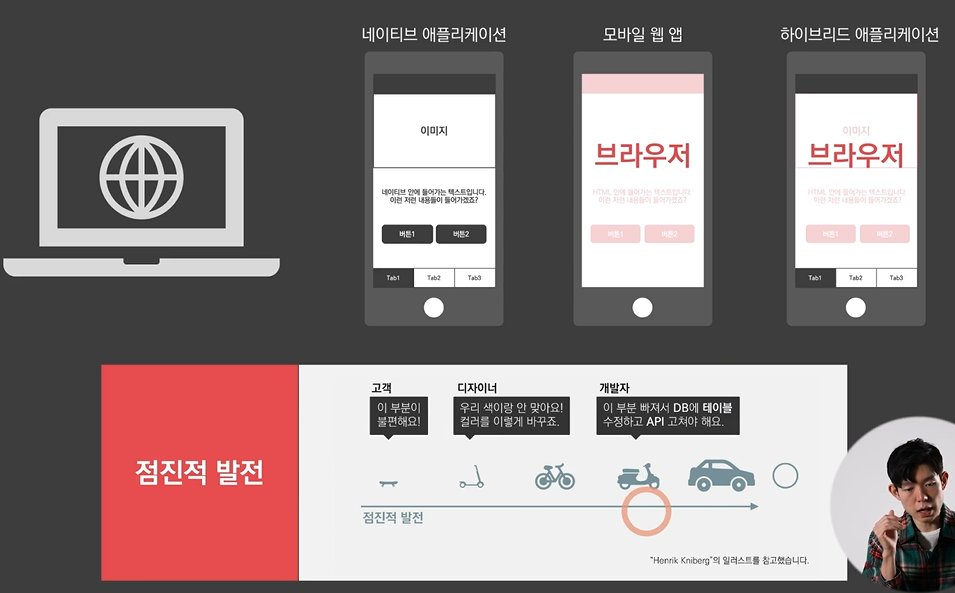 네이티브 애플리케이션
이미지
네이티브 안에 들어가는 텍스트입니다.
이런 저런 내용들이 들어가겠죠?
버튼1
버튼2
Tab1
Tab2
Tab3
모바일 웹 앱
브라우저
HTML 안에 들어가는 텍스트입니다.
이런 저런 내용들이 들어가겠죠?
버튼1
버튼2
하이브리드 애플리케이션
이미지
브라우저
HTML 안에 들어가는 텍스트입니다.
이런 저런 내용들이 들어가겠죠?
버튼1
버튼2
Tab1
Tab2
Tab3
점진적 발전
고객
이 부분이
불편해요!
디자이너
우리 색이랑 안 맞아요!
컬러를 이렇게 바꾸죠.
개발자
이 부분 빠져서 DB에 테이블
수정하고 API 고쳐야 해요.
점진적 발전
"Henrik Kniberg"의 일러스트를 참고했습니다.